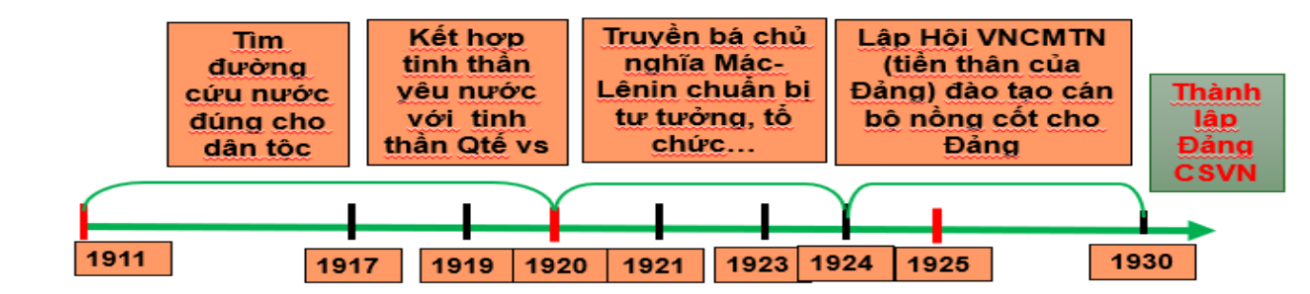 Tìm
đường
cứu nước
đúng cho
dân tộc
Kết hợp
tinh thần
yêu nước
với tinh
thần Qtế vs
Truyền bá chủ
nghĩa Mác-
Lênin chuẩn bị
tư tưởng, tổ
chức...
Lập Hội VNCMTN
(tiền thân của
Đảng) đào tạo cán
bộ nồng cốt cho
Đảng
Thành
lập
Đảng
CSVN
1911
1917
1919
1920
1921
1923
1924
1925
1930